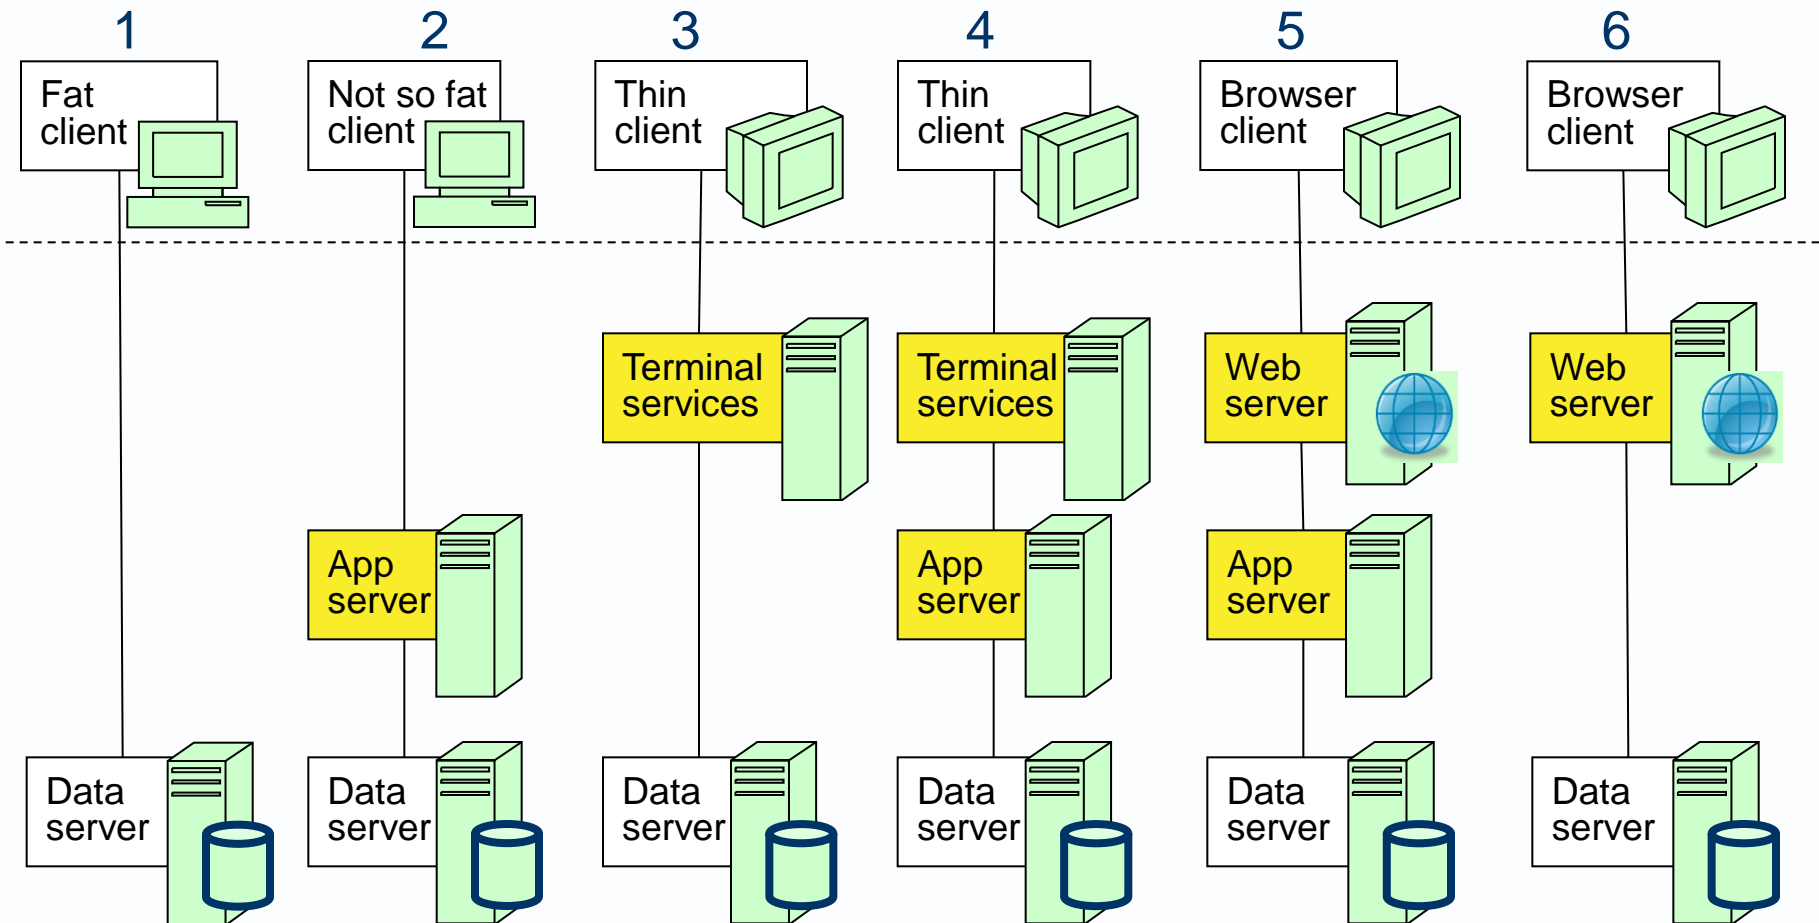 1
2
3
4
5
6
Fat
client
Not so fat
client
Thin
client
Thin
client
Browser
client
Browser
client
Terminal
services
Terminal
services
Web
server
Web
server
App
server
App
server
App
server
Data
server
Data
server
Data
server
Data
server
Data
server
Data
server